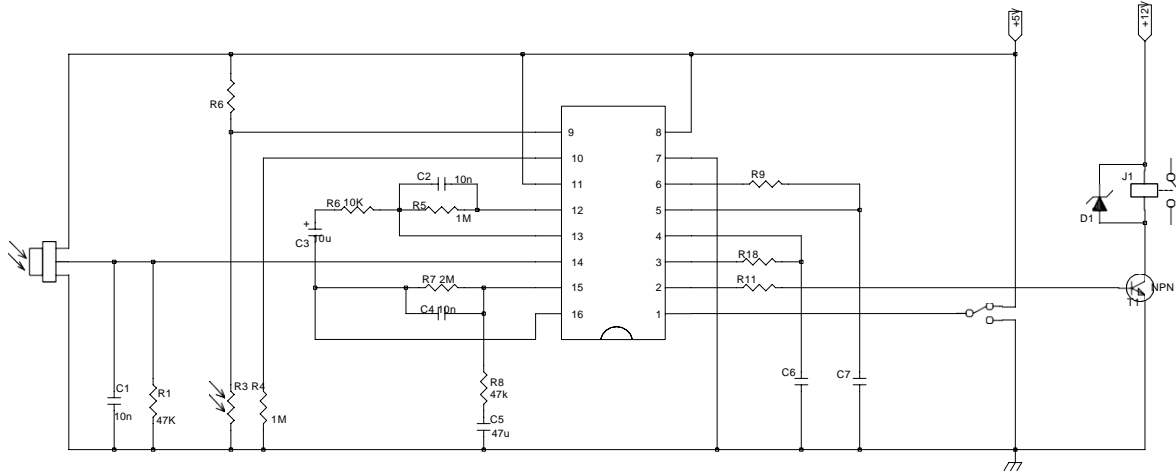 +5V
+12V
R6
9
8
10
7
C2
10n
11
6
R9
J1
R6
10K
R5
1M
12
5
D1
+
C3
10u
13
4
14
3
R18
R7
2M
15
2
R11
T1
NPN
C4
10n
16
1
C1
10n
R1
47K
R3
R4
1M
R8
47k
C5
47u
C6
C7